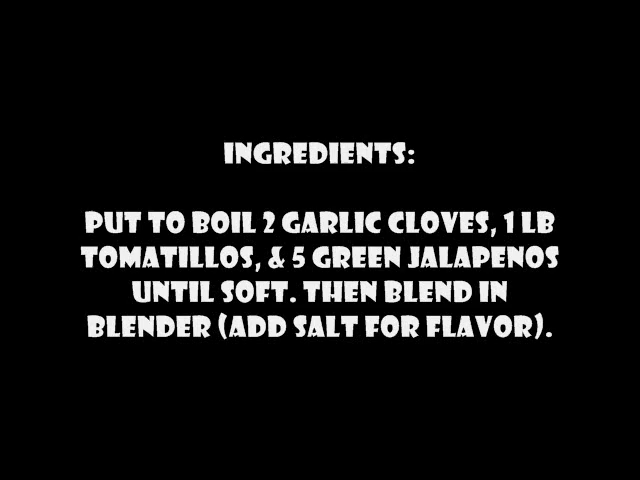 INGREDIENTS:
PUT TO BOIL 2 GARLIC CLOVES, 1 LB
TOMATILLOS, & 5 GREEN JALAPENOS
UNTIL SOFT. THEN BLEND IN
BLENDER (ADD SALT FOR FLAVOR).